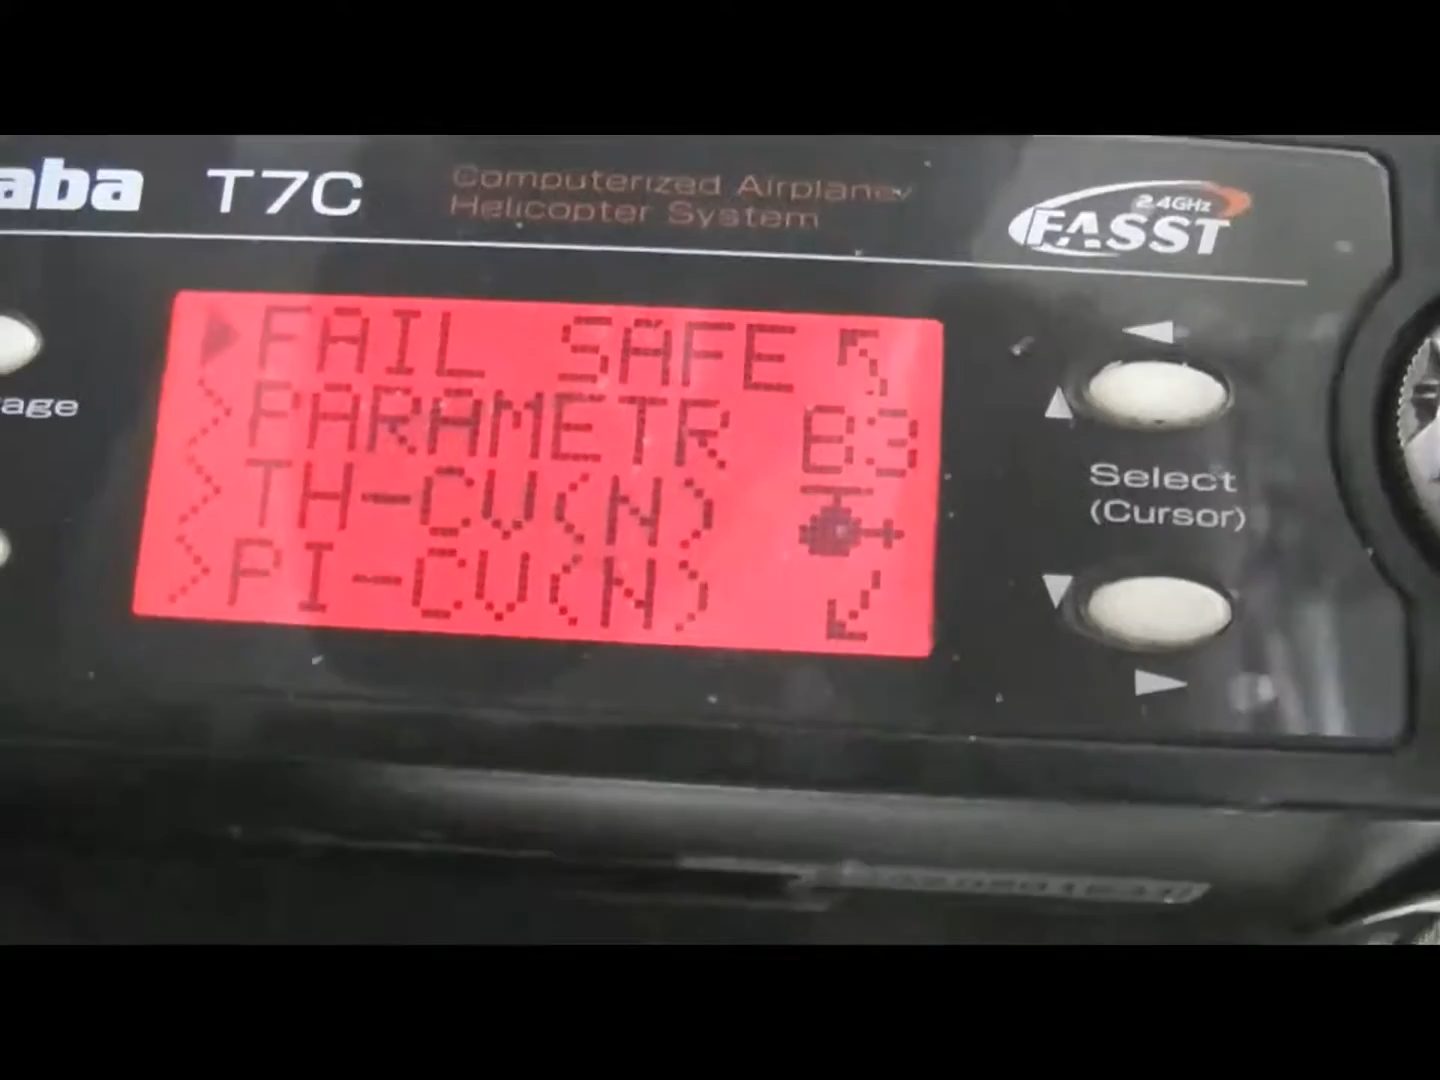 aba T7C
Computerized Airplane/
Helicopter System
2.4GHz
FASST
FAIL SAFE
PARAMETR B3
TH-CV(N)
PI-CV(N)
age
Select
(Cursor)